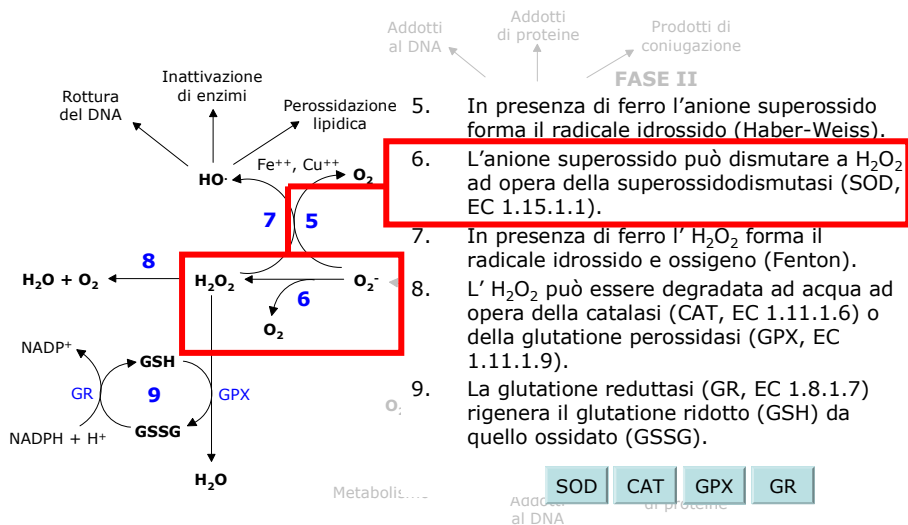 Addotti
al DNA
Addotti
di proteine
Prodotti di
coniugazione
FASE II
Inattivazione
di enzimi
Rottura
del DNA
Perossidazione
lipidica
Fe⁺⁺, Cu⁺⁺
HO·
O₂
7
5
8
H₂O + O₂
H₂O₂
O₂⁻
6
O₂
NADP⁺
GSH
GR
9
GPX
GSSG
NADPH + H⁺
H₂O
5. In presenza di ferro l'anione superossido
forma il radicale idrossido (Haber-Weiss).
6. L'anione superossido può dismutare a H₂O₂
ad opera della superossidodismutasi (SOD,
EC 1.15.1.1).
7. In presenza di ferro l' H₂O₂ forma il
radicale idrossido e ossigeno (Fenton).
8. L' H₂O₂ può essere degradata ad acqua ad
opera della catalasi (CAT, EC 1.11.1.6) o
della glutatione perossidasi (GPX, EC
1.11.1.9).
9. La glutatione reduttasi (GR, EC 1.8.1.7)
rigenera il glutatione ridotto (GSH) da
quello ossidato (GSSG).
O₂
SOD CAT GPX GR
Addotti
al DNA
di proteine